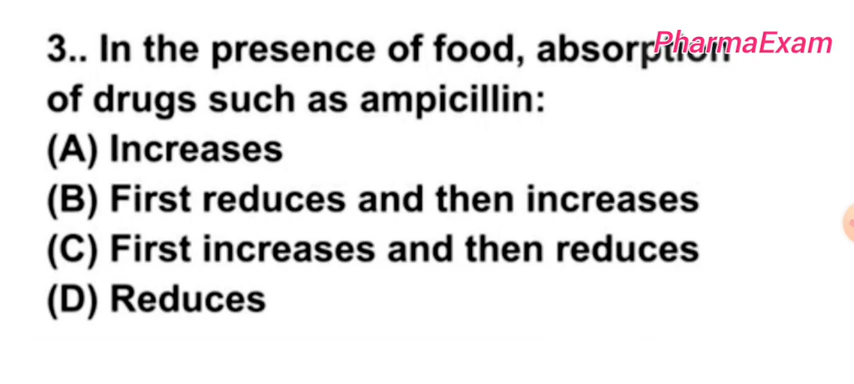 3.. In the presence of food, absorption
PharmaExam
of drugs such as ampicillin:
(A) Increases
(B) First reduces and then increases
(C) First increases and then reduces
(D) Reduces